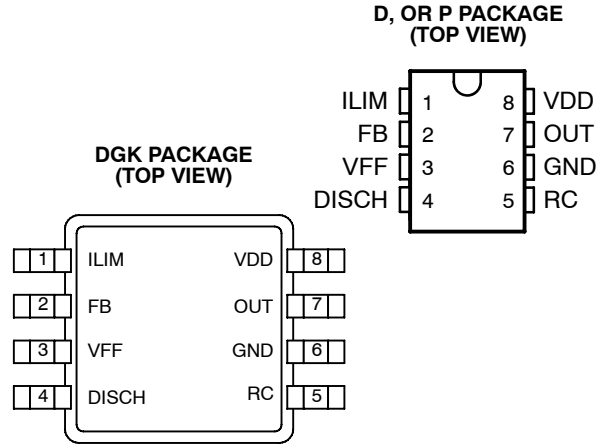 D, OR P PACKAGE
(TOP VIEW)
ILIM 1 8 VDD
FB 2 7 OUT
VFF 3 6 GND
DISCH 4 5 RC
DGK PACKAGE
(TOP VIEW)
1 ILIM VDD 8
2 FB OUT 7
3 VFF GND 6
4 DISCH RC 5